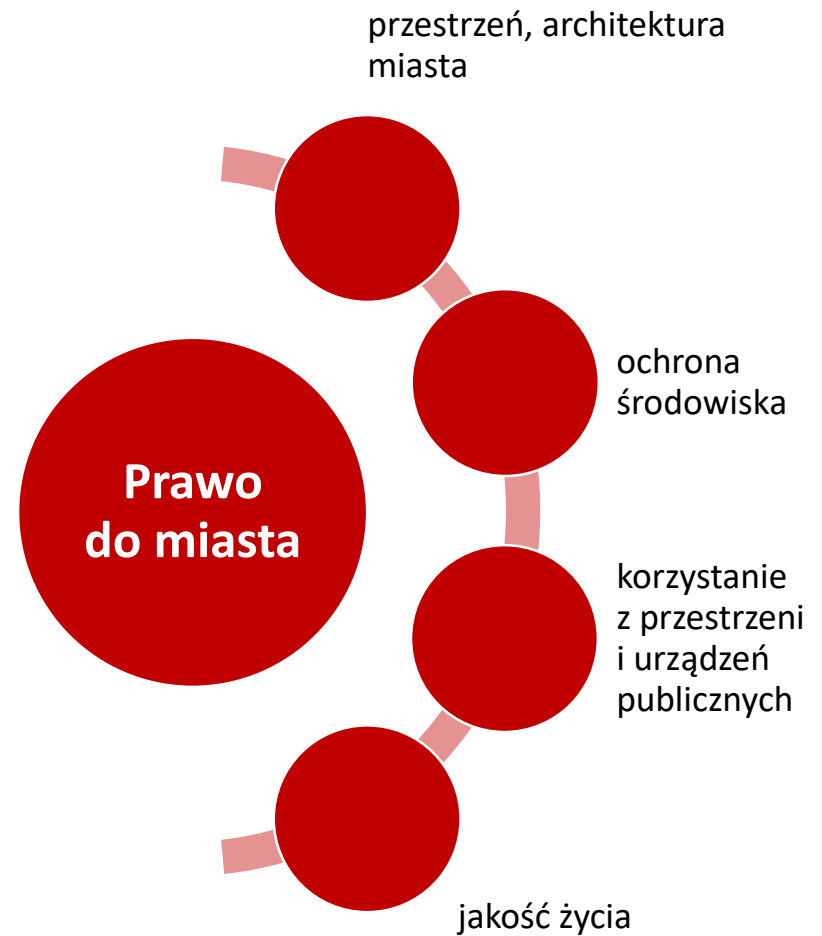 przestrzeń, architektura
miasta
ochrona
środowiska
Prawo
do miasta
korzystanie
z przestrzeni
i urządzeń
publicznych
jakość życia